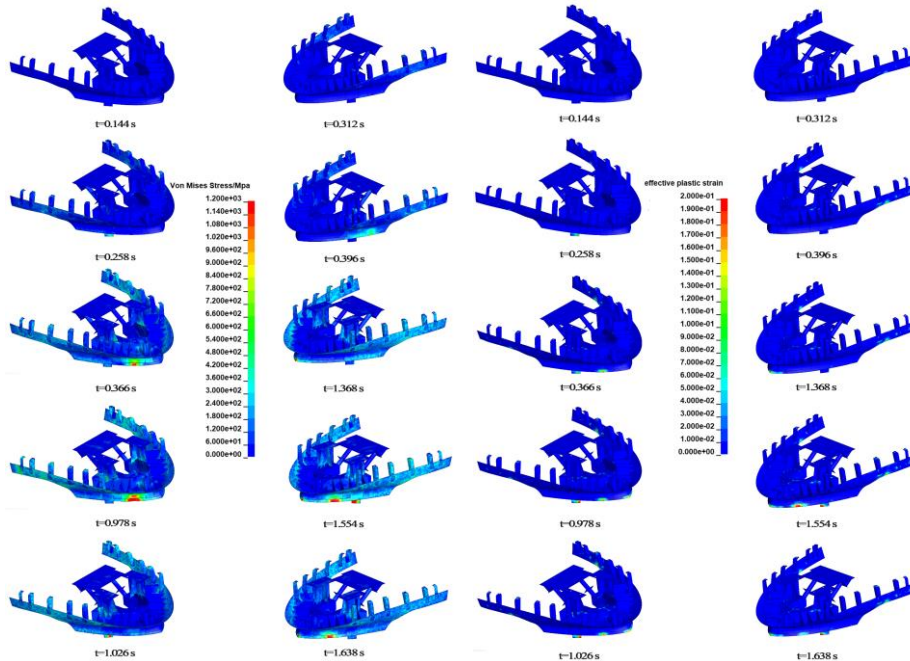 t=0.144 s
t=0.312 s
t=0.144 s
t=0.312 s
Von Mises Stress/Mpa
1.200e+03
1.140e+03
1.080e+03
1.020e+03
9.600e+02
9.000e+02
8.400e+02
7.800e+02
7.200e+02
6.600e+02
6.000e+02
5.400e+02
4.800e+02
4.200e+02
3.600e+02
3.000e+02
2.400e+02
1.800e+02
1.200e+02
6.000e+01
0.000e+00
effective plastic strain
2.000e-01
1.900e-01
1.800e-01
1.700e-01
1.600e-01
1.500e-01
1.400e-01
1.300e-01
1.200e-01
1.100e-01
1.000e-01
9.000e-02
8.000e-02
7.000e-02
6.000e-02
5.000e-02
4.000e-02
3.000e-02
2.000e-02
1.000e-02
0.000e+00
t=0.258 s
t=0.396 s
t=0.258 s
t=0.396 s
t=0.366 s
t=1.368 s
t=0.366 s
t=1.368 s
t=0.978 s
t=1.554 s
t=0.978 s
t=1.554 s
t=1.026 s
t=1.638 s
t=1.026 s
t=1.638 s